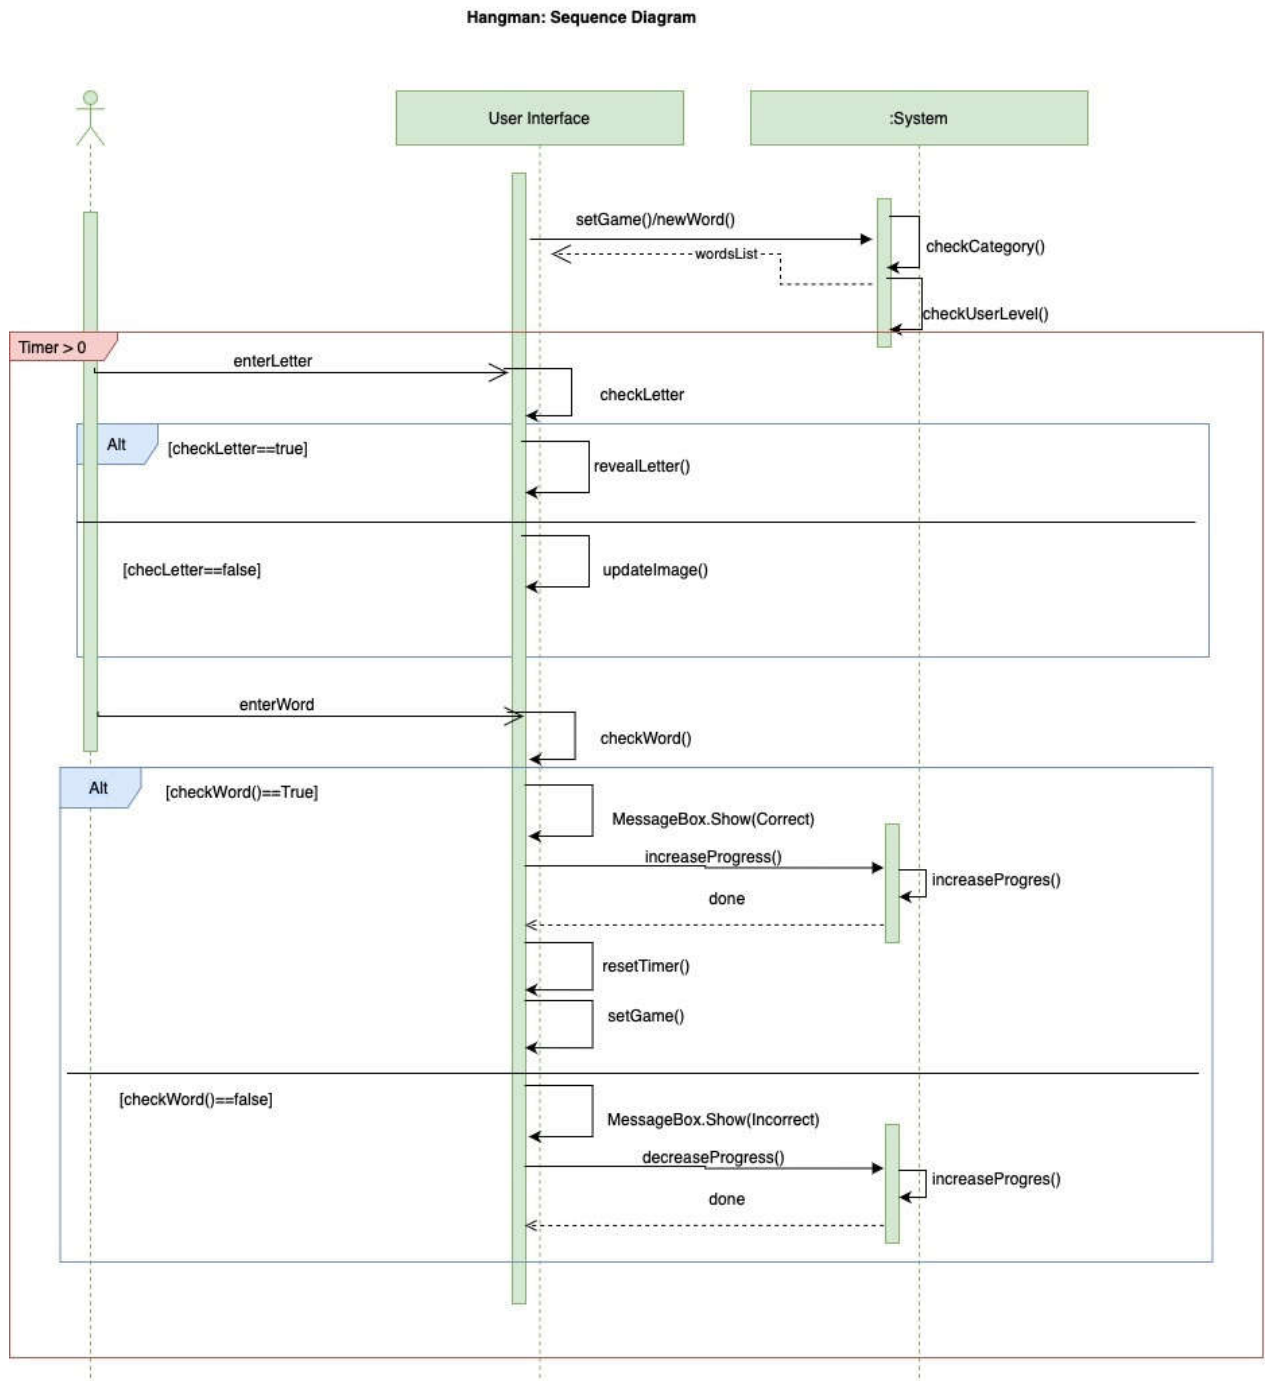 Hangman: Sequence Diagram
User Interface
:System
setGame()/newWord()
checkCategory()
wordsList
checkUserLevel()
Timer > 0
enterLetter
checkLetter
Alt
[checkLetter==true]
revealLetter()
[checLetter==false]
updateImage()
enterWord
checkWord()
Alt
[checkWord()==True]
MessageBox.Show(Correct)
increaseProgress()
increaseProgres()
done
resetTimer()
setGame()
[checkWord()==false]
MessageBox.Show(Incorrect)
decreaseProgress()
increaseProgres()
done